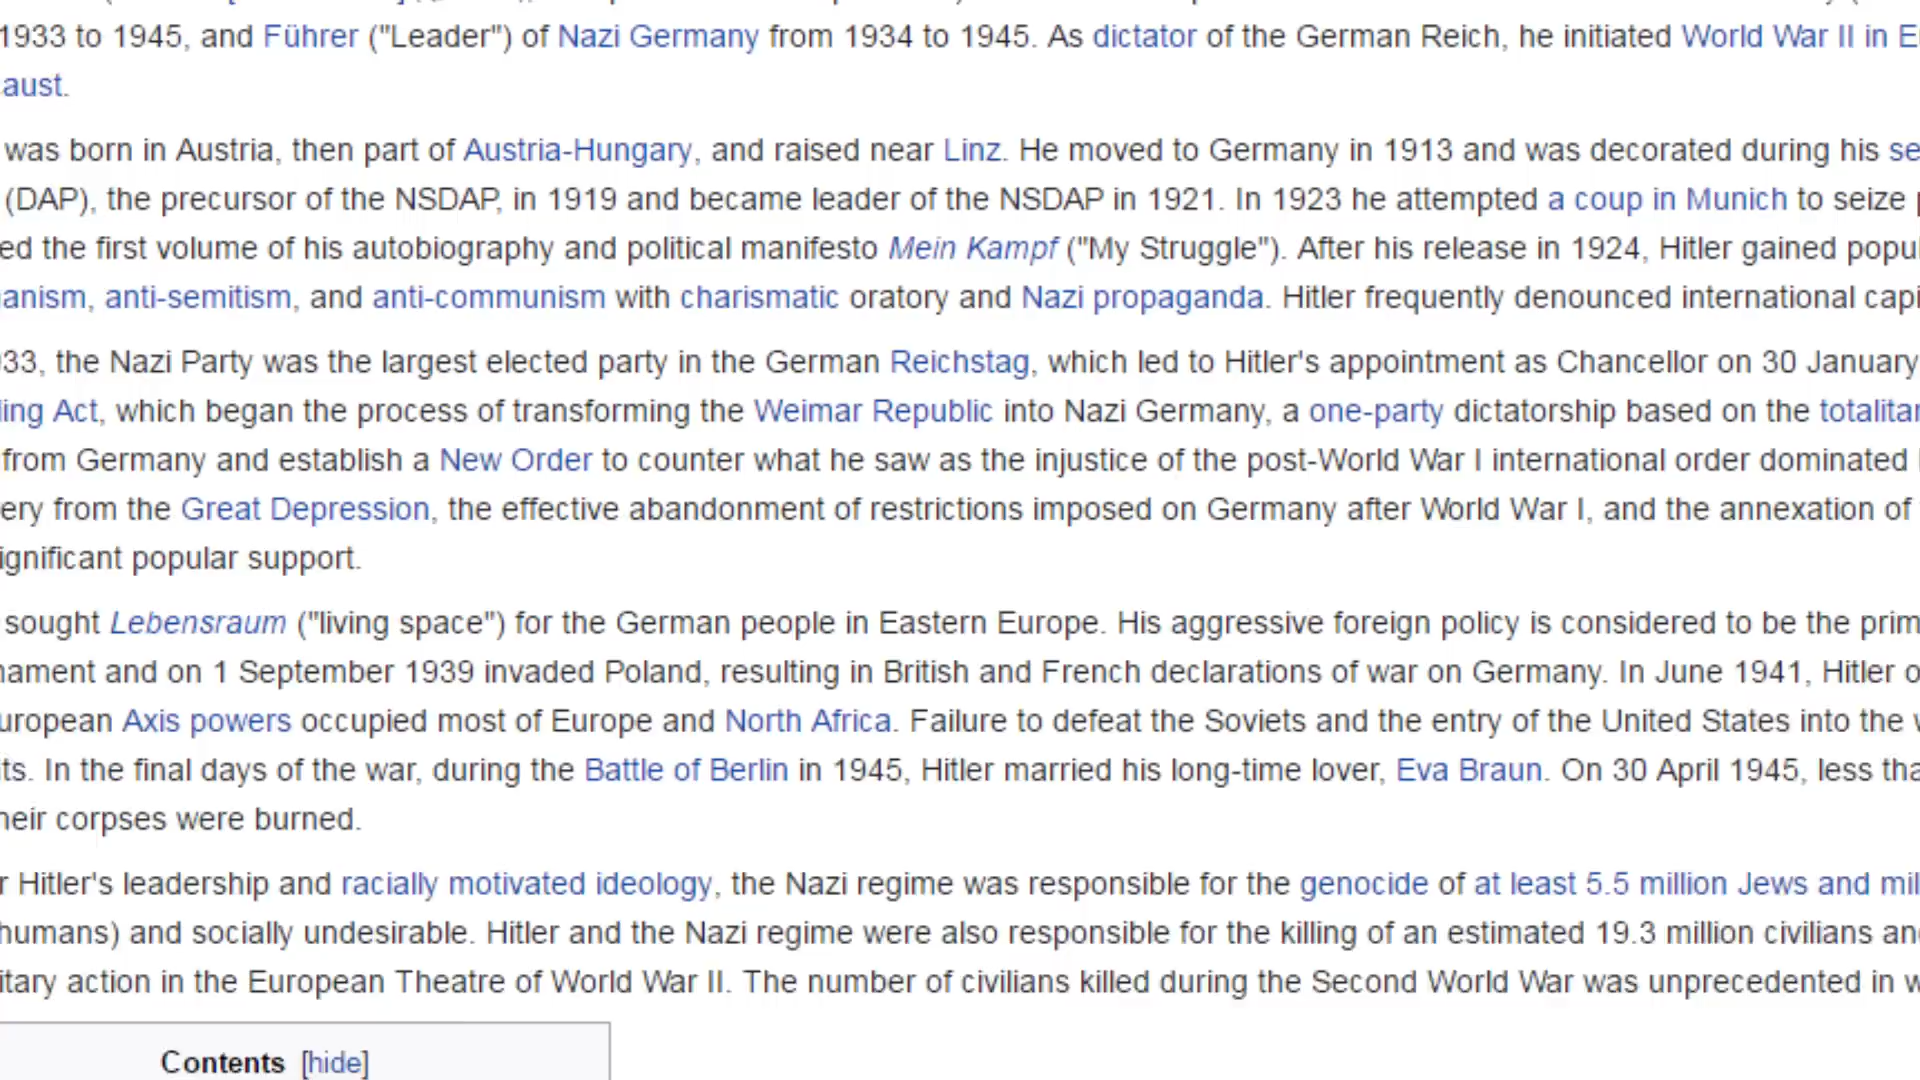 1933 to 1945, and Führer ("Leader") of Nazi Germany from 1934 to 1945. As dictator of the German Reich, he initiated World War II in E
aust.
was born in Austria, then part of Austria-Hungary, and raised near Linz. He moved to Germany in 1913 and was decorated during his se
(DAP), the precursor of the NSDAP, in 1919 and became leader of the NSDAP in 1921. In 1923 he attempted a coup in Munich to seize
ed the first volume of his autobiography and political manifesto Mein Kampf ("My Struggle"). After his release in 1924, Hitler gained popul
anism, anti-semitism, and anti-communism with charismatic oratory and Nazi propaganda. Hitler frequently denounced international capi
33, the Nazi Party was the largest elected party in the German Reichstag, which led to Hitler's appointment as Chancellor on 30 January
ling Act, which began the process of transforming the Weimar Republic into Nazi Germany, a one-party dictatorship based on the totalitar
from Germany and establish a New Order to counter what he saw as the injustice of the post-World War I international order dominated
ery from the Great Depression, the effective abandonment of restrictions imposed on Germany after World War I, and the annexation of
ignificant popular support.
sought Lebensraum ("living space") for the German people in Eastern Europe. His aggressive foreign policy is considered to be the prim
nament and on 1 September 1939 invaded Poland, resulting in British and French declarations of war on Germany. In June 1941, Hitler o
uropean Axis powers occupied most of Europe and North Africa. Failure to defeat the Soviets and the entry of the United States into the w
ts. In the final days of the war, during the Battle of Berlin in 1945, Hitler married his long-time lover, Eva Braun. On 30 April 1945, less tha
heir corpses were burned.
r Hitler's leadership and racially motivated ideology, the Nazi regime was responsible for the genocide of at least 5.5 million Jews and mil
humans) and socially undesirable. Hitler and the Nazi regime were also responsible for the killing of an estimated 19.3 million civilians an
itary action in the European Theatre of World War II. The number of civilians killed during the Second World War was unprecedented in w
Contents [hide]